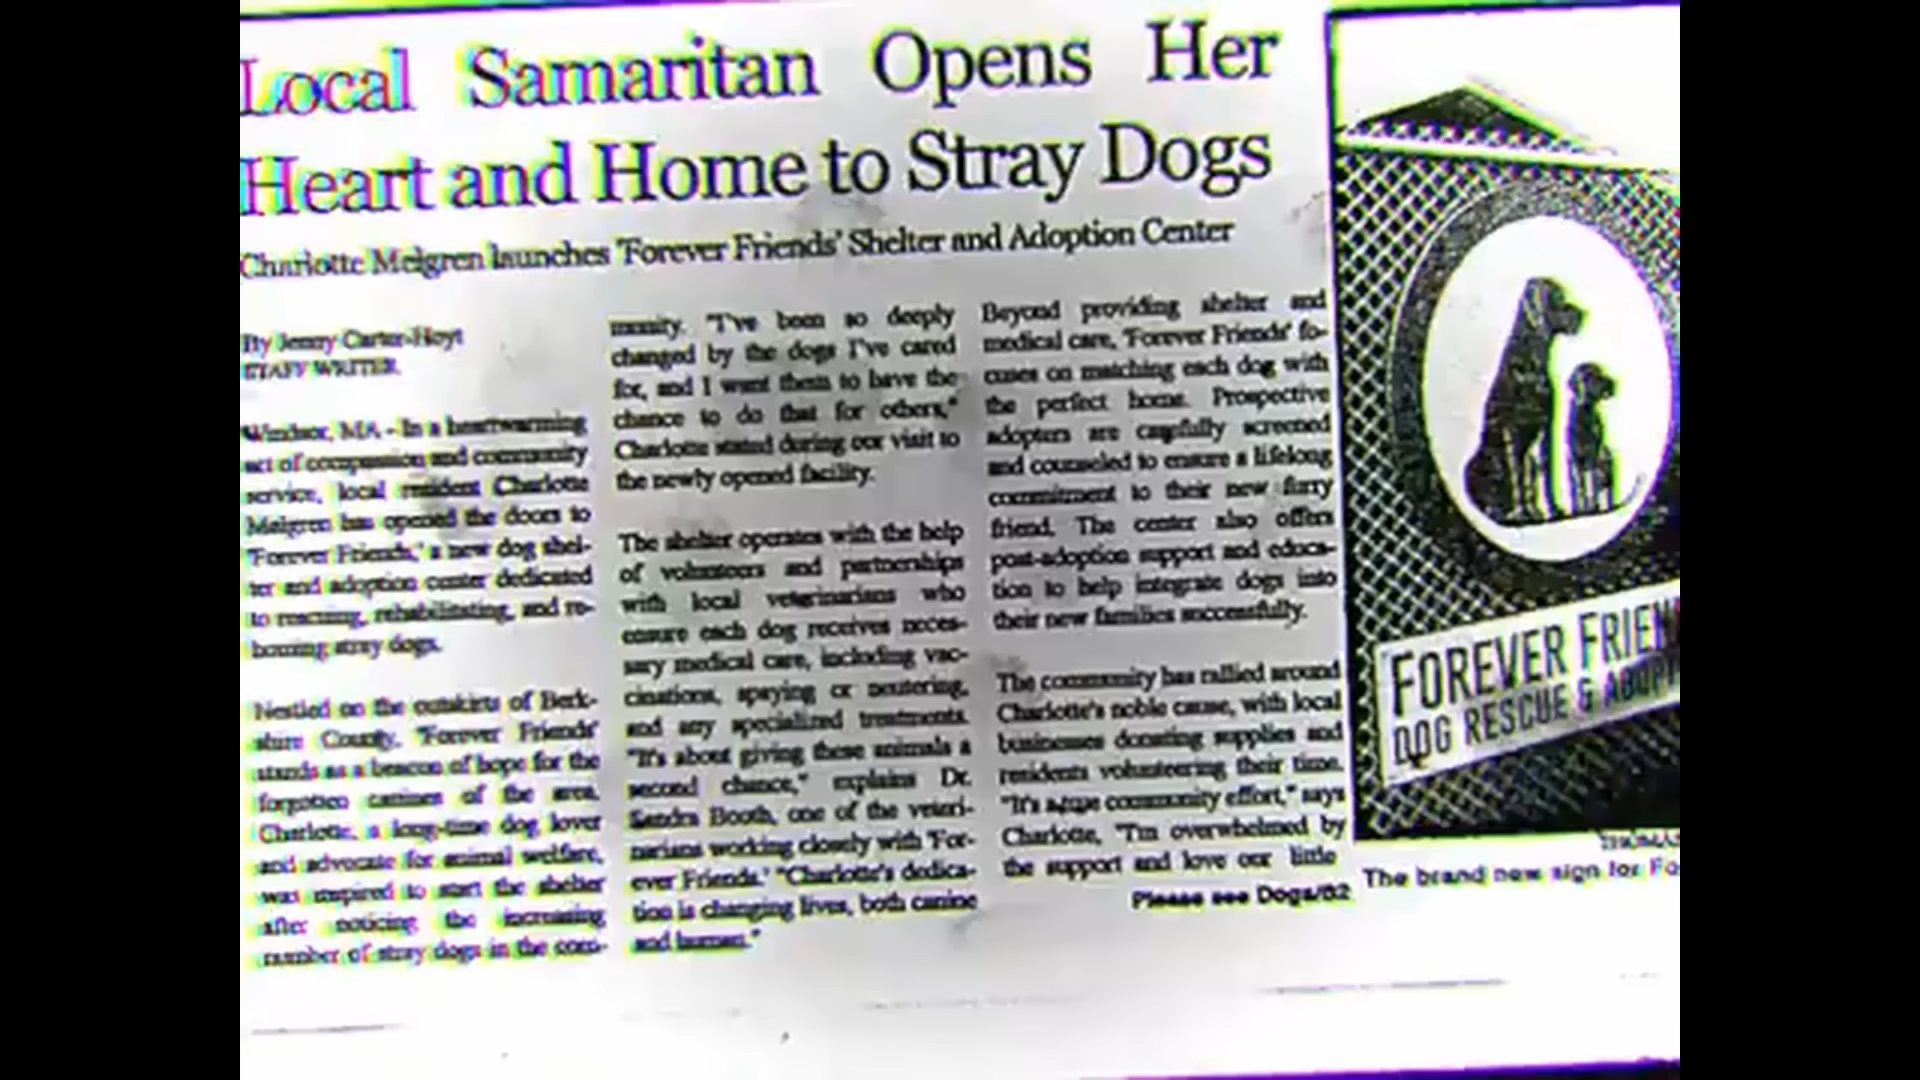 Local Samaritan Opens Her
Heart and Home to Stray Dogs
Charlotte Melgren launches 'Forever Friends' Shelter and Adoption Center
By Jenny Carter-Hoyt
STAFF WRITER
Windsor, MA - In a heartwarming
act of compassion and community
service, local resident Charlotte
Melgren has opened the doors to
'Forever Friends,' a new dog shel-
ter and adoption center dedicated
to rescuing, rehabilitating, and re-
homing stray dogs.
Nestled on the outskirts of Berk-
shire County, 'Forever Friends'
stands as a beacon of hope for the
forgotten canines of the area.
Charlotte, a long-time dog lover
and advocate for animal welfare,
was inspired to start the shelter
after noticing the increasing
number of stray dogs in the com-
munity. "I've been so deeply
changed by the dogs I've cared
for, and I want them to have the
chance to do that for others,"
Charlotte stated during our visit to
the newly opened facility.
The shelter operates with the help
of volunteers and partnerships
with local veterinarians who
ensure each dog receives neces-
sary medical care, including vac-
cinations, spaying or neutering,
and any specialized treatments.
"It's about giving these animals a
second chance," explains Dr.
Sandra Booth, one of the veteri-
narians working closely with 'For-
ever Friends.' "Charlotte's dedica-
tion is changing lives, both canine
and human."
Beyond providing shelter and
medical care, 'Forever Friends' fo-
cuses on matching each dog with
the perfect home. Prospective
adopters are carefully screened
and counseled to ensure a lifelong
commitment to their new furry
friend. The center also offers
post-adoption support and educa-
tion to help integrate dogs into
their new families successfully.
The community has rallied around
Charlotte's noble cause, with local
businesses donating supplies and
residents volunteering their time.
"It's a true community effort," says
Charlotte, "I'm overwhelmed by
the support and love our little
Please see Dogs/B2
FOREVER FRIEN
DOG RESCUE & ADOP
THOMAS
The brand new sign for Fo